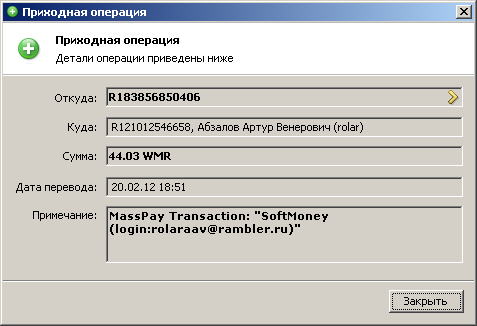 Приходная операция
Приходная операция
Детали операции приведены ниже
Откуда: R183856850406
Куда: R121012546658, Абзалов Артур Венерович (rolar)
Сумма: 44.03 WMR
Дата перевода: 20.02.12 18:51
Примечание: MassPay Transaction: "SoftMoney
(login:rolaraav@rambler.ru)"
Закрыть